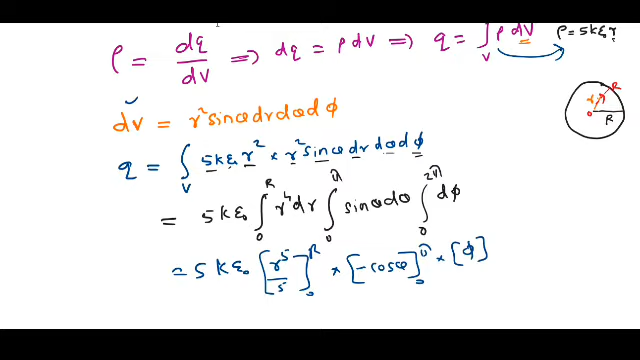 ρ = dq/dV ⟹ dq = ρ dV ⟹ q = ∫_V ρ dV
ρ = 5kε₀r
dv = r² sinθ dr dθ dϕ
r R
o R
q = ∫_V 5kε₀ r² × r² sinθ dr dθ dϕ
= 5kε₀ ∫_0^R r⁴ dr ∫_0^π sinθ dθ ∫_0^2π dϕ
= 5kε₀ [r⁵/5]_0^R × [-cosθ]_0^π × [ϕ]